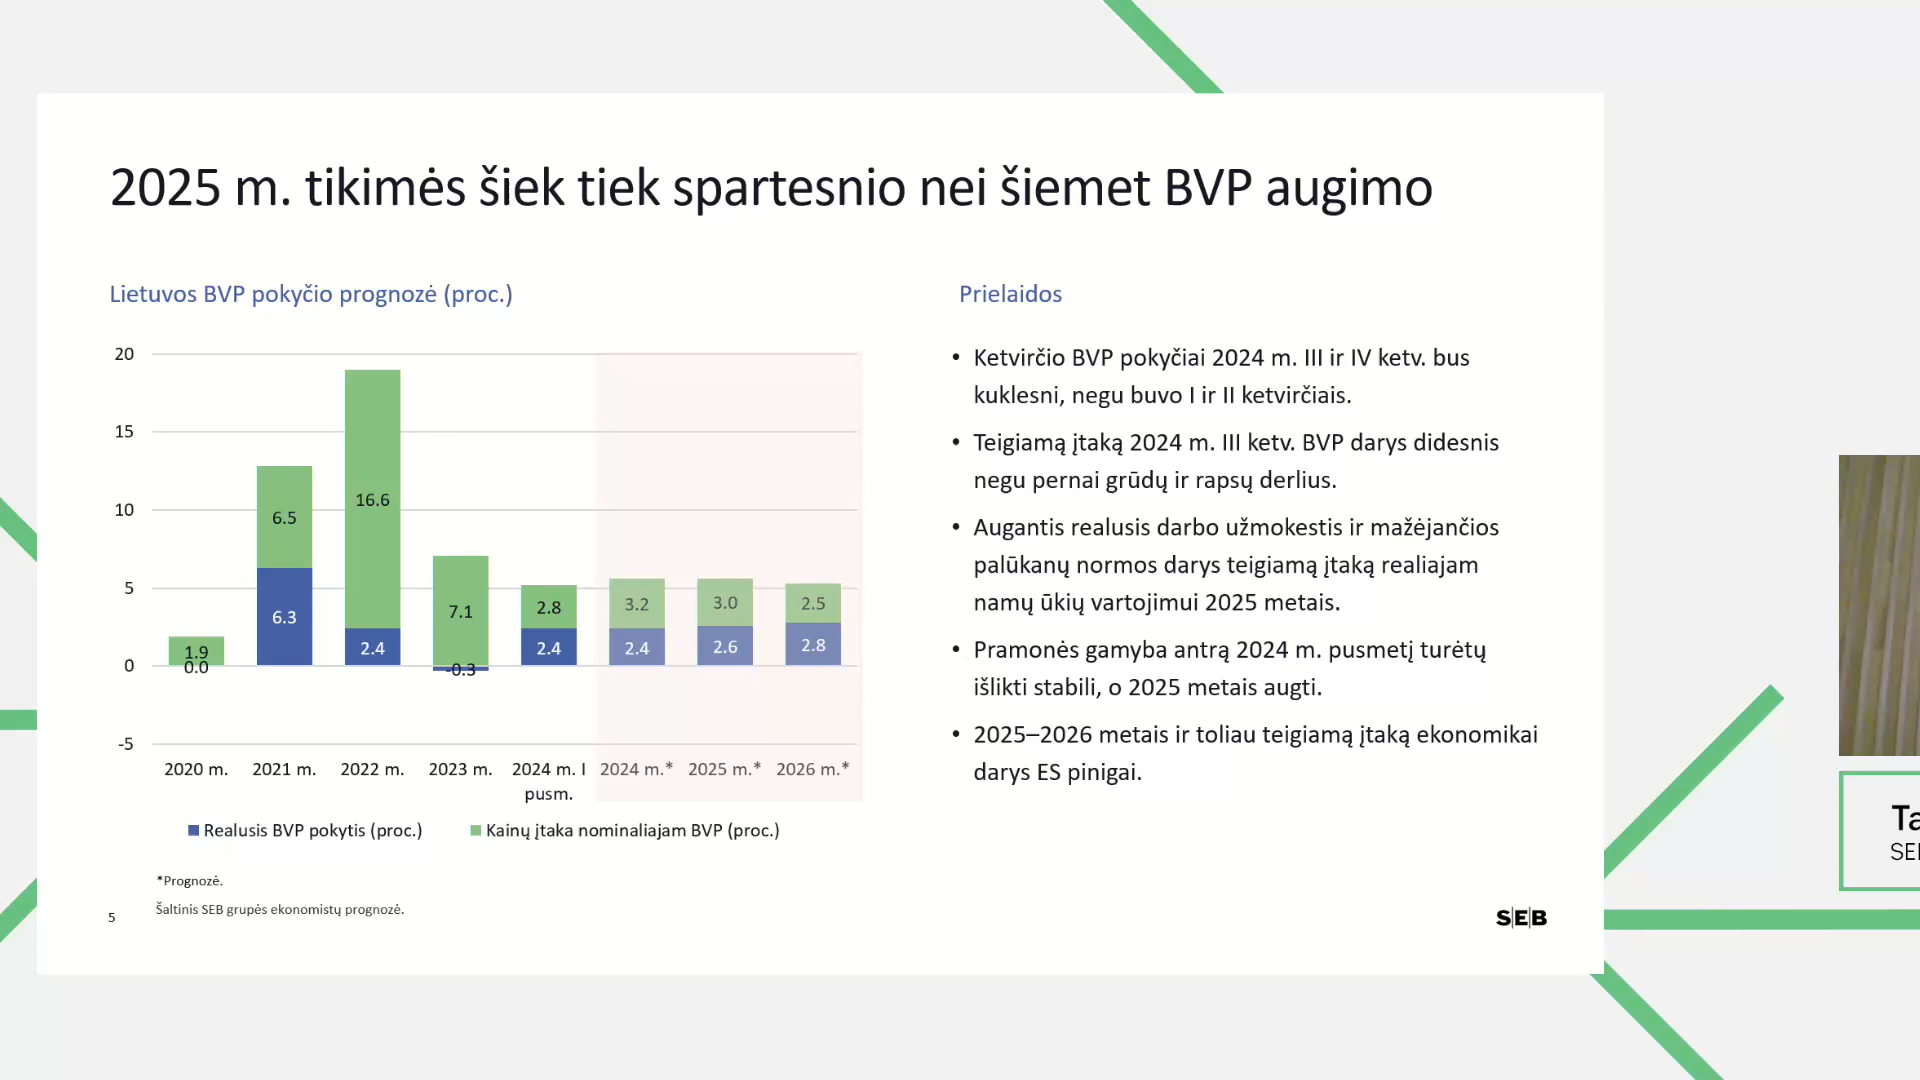 2025 m. tikimės šiek tiek spartesnio nei šiemet BVP augimo
Lietuvos BVP pokyčio prognozė (proc.)
20
15
10
5
0
-5
1.9
0.0
6.5
6.3
16.6
2.4
7.1
-0.3
2.8
2.4
3.2
2.4
3.0
2.6
2.5
2.8
2020 m.
2021 m.
2022 m.
2023 m.
2024 m. I
pusm.
2024 m.*
2025 m.*
2026 m.*
Realusis BVP pokytis (proc.)
Kainų įtaka nominaliajam BVP (proc.)
*Prognozė.
Šaltinis SEB grupės ekonomistų prognozė.
5
Prielaidos
• Ketvirčio BVP pokyčiai 2024 m. III ir IV ketv. bus
kuklesni, negu buvo I ir II ketvirčiais.
• Teigiamą įtaką 2024 m. III ketv. BVP darys didesnis
negu pernai grūdų ir rapsų derlius.
• Augantis realusis darbo užmokestis ir mažėjančios
palūkanų normos darys teigiamą įtaką realiajam
namų ūkių vartojimui 2025 metais.
• Pramonės gamyba antrą 2024 m. pusmetį turėtų
išlikti stabili, o 2025 metais augti.
• 2025–2026 metais ir toliau teigiamą įtaką ekonomikai
darys ES pinigai.
SEB